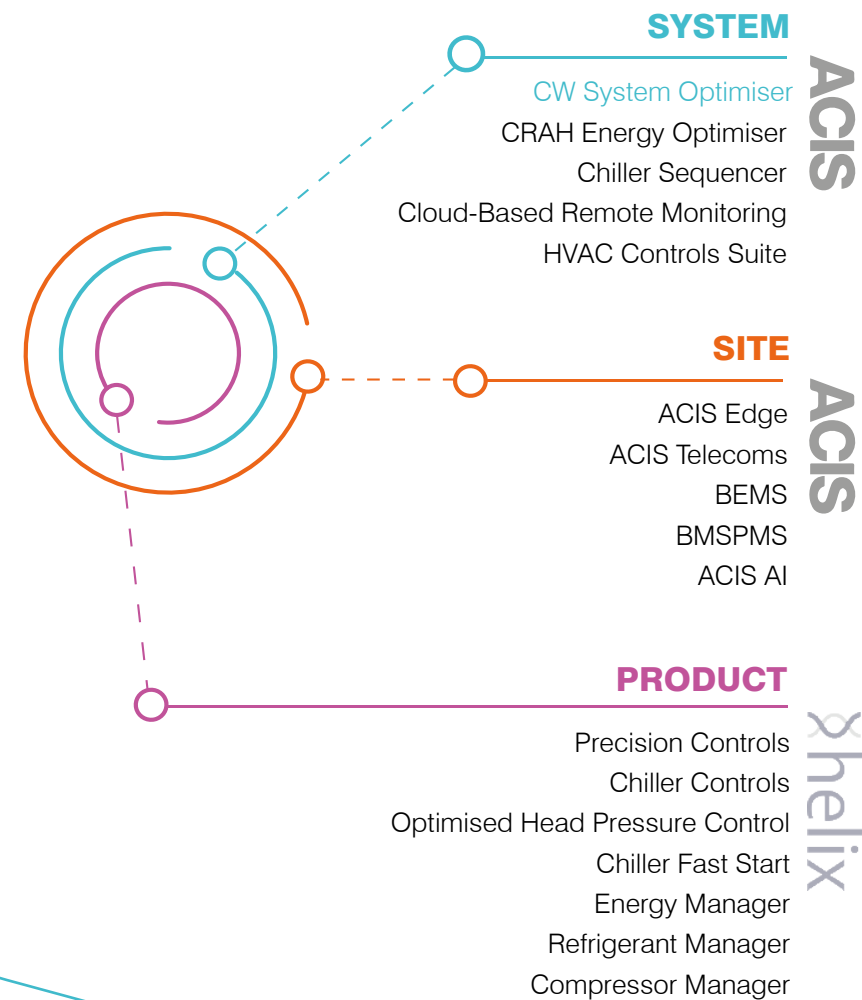 SYSTEM
ACIS
CW System Optimiser
CRAH Energy Optimiser
Chiller Sequencer
Cloud-Based Remote Monitoring
HVAC Controls Suite
SITE
ACIS
ACIS Edge
ACIS Telecoms
BEMS
BMSPMS
ACIS AI
PRODUCT
helix
Precision Controls
Chiller Controls
Optimised Head Pressure Control
Chiller Fast Start
Energy Manager
Refrigerant Manager
Compressor Manager